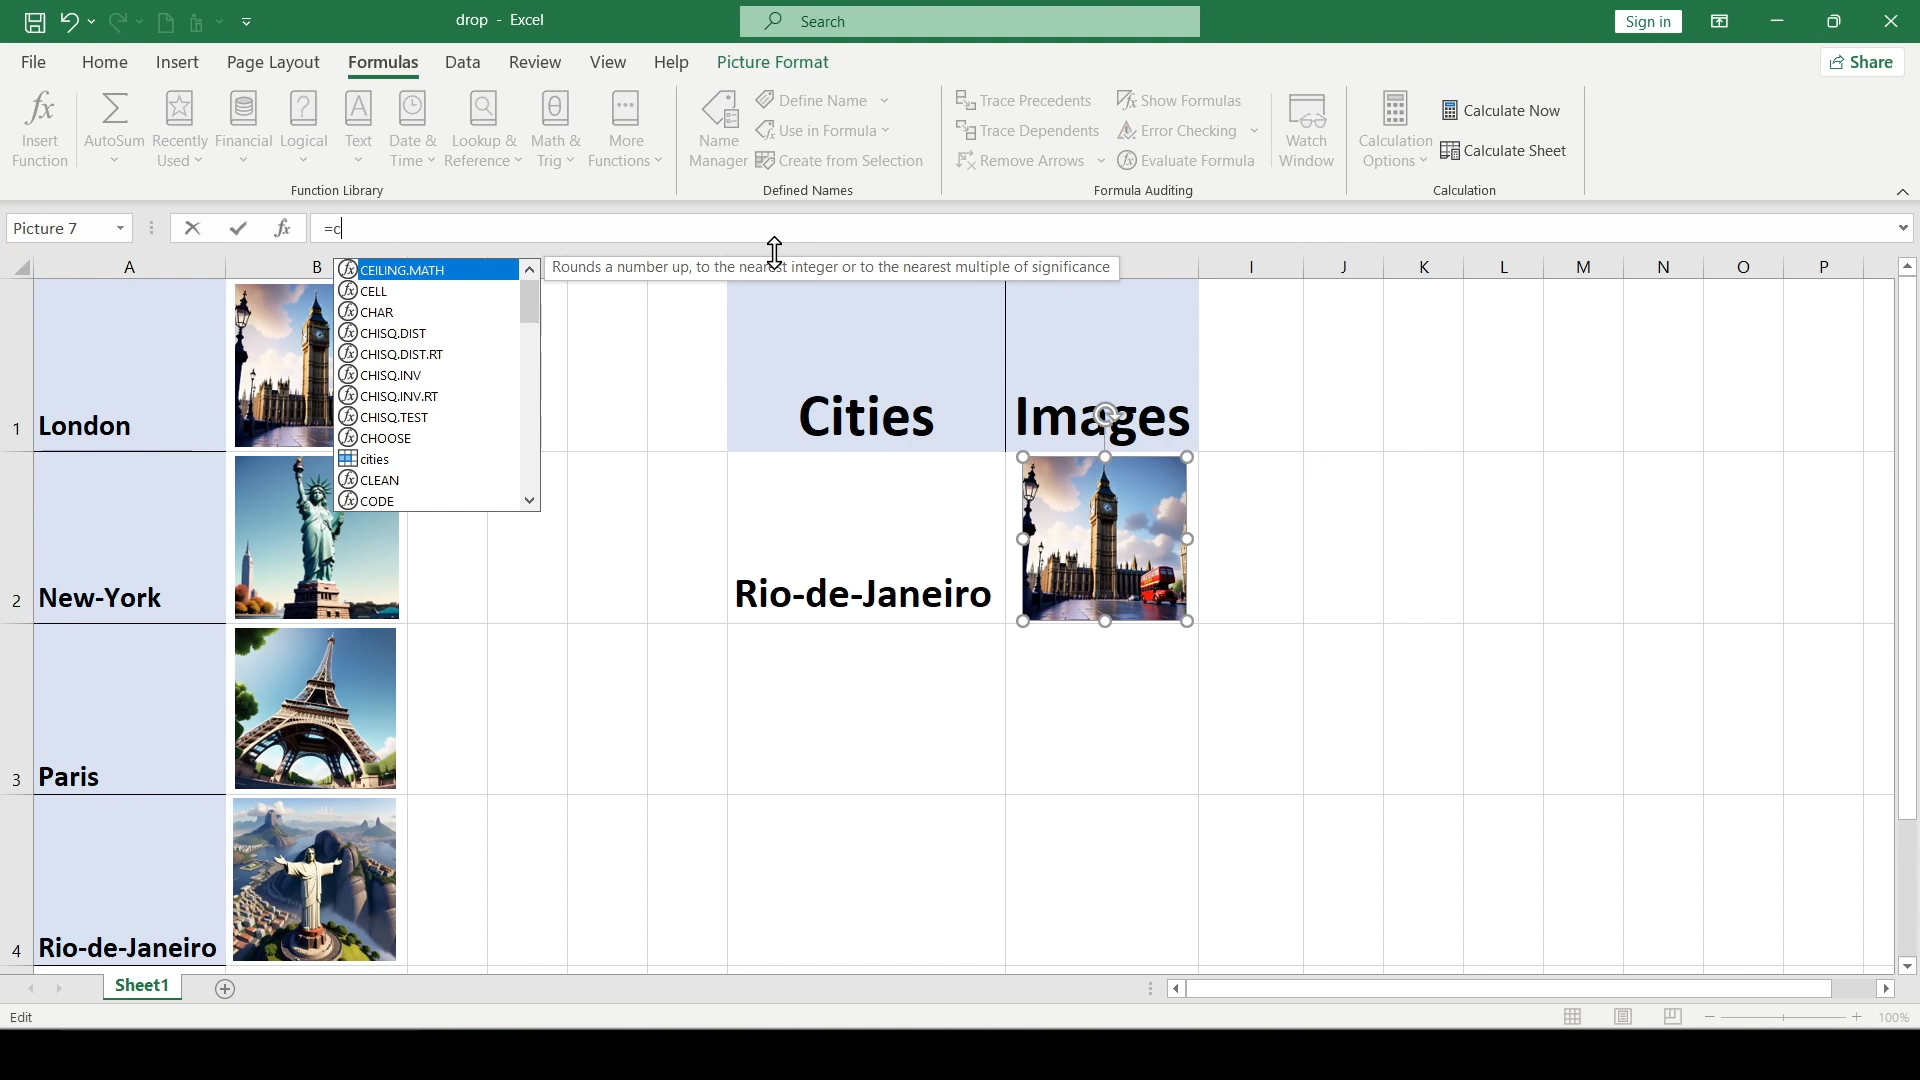 drop - Excel
Search
Sign in
File Home Insert Page Layout Formulas Data Review View Help Picture Format
Share
Insert Function
AutoSum
Recently Used
Financial
Logical
Text
Date & Time
Lookup & Reference
Math & Trig
More Functions
Function Library
Name Manager
Define Name
Use in Formula
Create from Selection
Defined Names
Trace Precedents
Trace Dependents
Remove Arrows
Show Formulas
Error Checking
Evaluate Formula
Formula Auditing
Watch Window
Calculation Options
Calculate Now
Calculate Sheet
Calculation
Picture 7
fx
=c
A B I J K L M N O P
CEILING.MATH
Rounds a number up, to the nearest integer or to the nearest multiple of significance
CELL
CHAR
CHISQ.DIST
CHISQ.DIST.RT
CHISQ.INV
CHISQ.INV.RT
CHISQ.TEST
CHOOSE
cities
CLEAN
CODE
1 London
Cities Images
2 New-York
Rio-de-Janeiro
3 Paris
4 Rio-de-Janeiro
Sheet1
Edit
100%